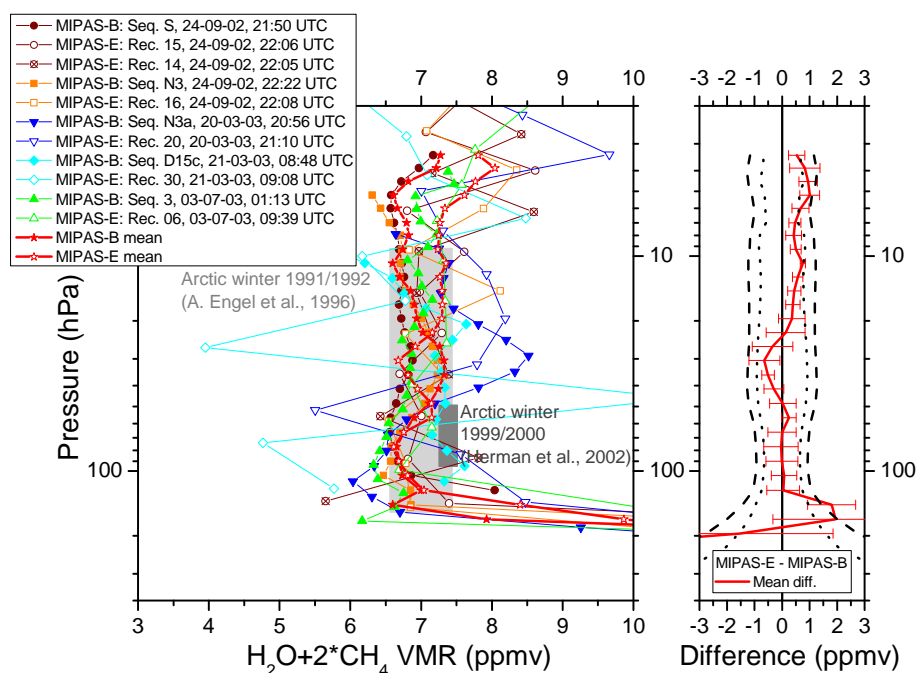 MIPAS-B: Seq. S, 24-09-02, 21:50 UTC
MIPAS-E: Rec. 15, 24-09-02, 22:06 UTC
MIPAS-E: Rec. 14, 24-09-02, 22:05 UTC
MIPAS-B: Seq. N3, 24-09-02, 22:22 UTC
MIPAS-E: Rec. 16, 24-09-02, 22:08 UTC
MIPAS-B: Seq. N3a, 20-03-03, 20:56 UTC
MIPAS-E: Rec. 20, 20-03-03, 21:10 UTC
MIPAS-B: Seq. D15c, 21-03-03, 08:48 UTC
MIPAS-E: Rec. 30, 21-03-03, 09:08 UTC
MIPAS-B: Seq. 3, 03-07-03, 01:13 UTC
MIPAS-E: Rec. 06, 03-07-03, 09:39 UTC
MIPAS-B mean
MIPAS-E mean
7 8 9 10
-3 -2 -1 0 1 2 3
Arctic winter 1991/1992
(A. Engel et al., 1996)
10
10
Pressure (hPa)
Arctic winter
1999/2000
(Herman et al., 2002)
100
100
MIPAS-E - MIPAS-B
Mean diff.
3 4 5 6 7 8 9 10
-3 -2 -1 0 1 2 3
H2O+2*CH4 VMR (ppmv)
Difference (ppmv)